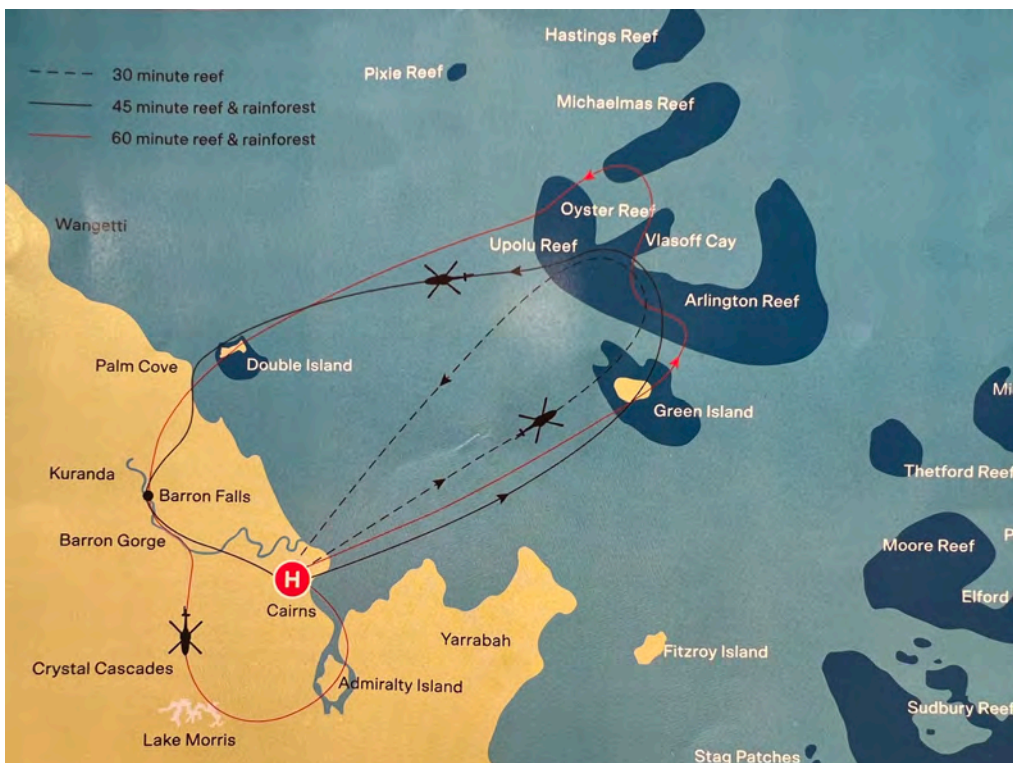 Hastings Reef
Pixie Reef
30 minute reef
45 minute reef & rainforest
60 minute reef & rainforest
Michaelmas Reef
Oyster Reef
Wangetti
Upolu Reef
Vlasoff Cay
Arlington Reef
Palm Cove
Double Island
Green Island
Thetford Reef
Kuranda
Barron Falls
Barron Gorge
Moore Reef
H
Cairns
Elford
Yarrabah
Fitzroy Island
Crystal Cascades
Admiralty Island
Sudbury Reef
Lake Morris
Stag Patches